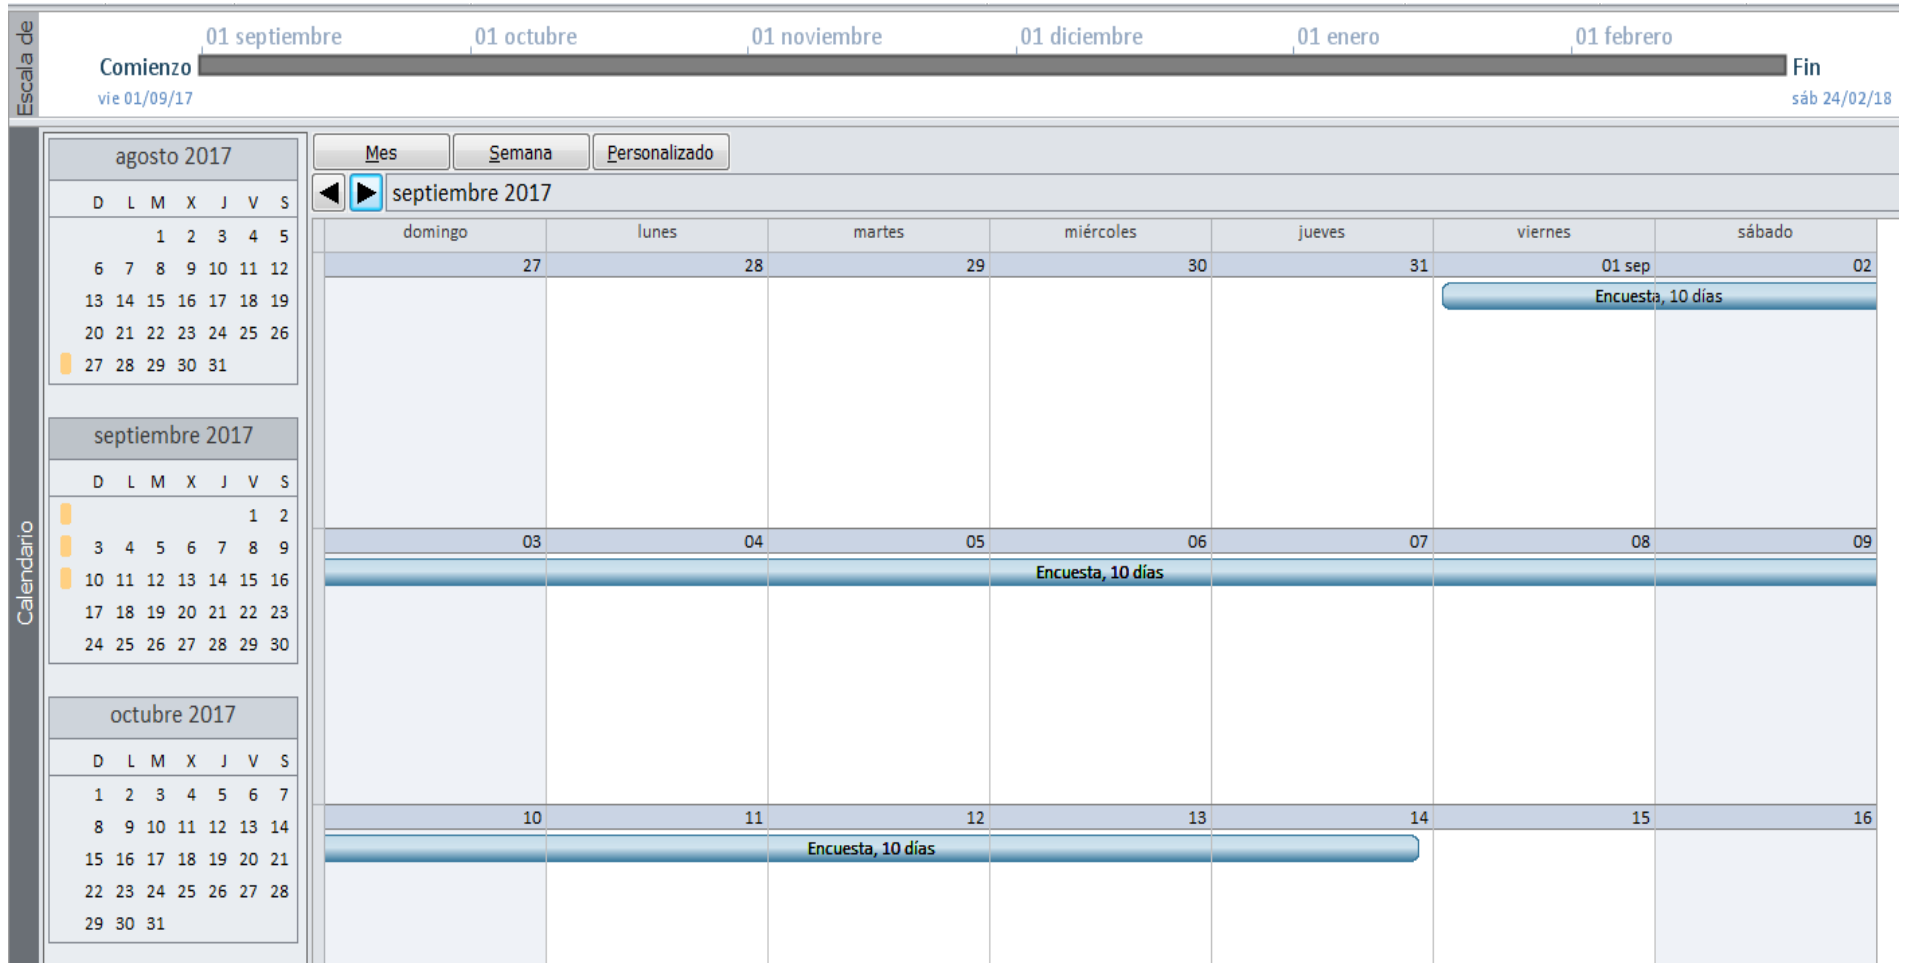 Escala de
01 septiembre 01 octubre 01 noviembre 01 diciembre 01 enero 01 febrero
Comienzo Fin
vie 01/09/17 sáb 24/02/18
Calendario
agosto 2017
D L M X J V S
1 2 3 4 5
6 7 8 9 10 11 12
13 14 15 16 17 18 19
20 21 22 23 24 25 26
27 28 29 30 31
septiembre 2017
D L M X J V S
1 2
3 4 5 6 7 8 9
10 11 12 13 14 15 16
17 18 19 20 21 22 23
24 25 26 27 28 29 30
octubre 2017
D L M X J V S
1 2 3 4 5 6 7
8 9 10 11 12 13 14
15 16 17 18 19 20 21
22 23 24 25 26 27 28
29 30 31
Mes Semana Personalizado
septiembre 2017
domingo lunes martes miércoles jueves viernes sábado
27 28 29 30 31 01 sep 02
Encuesta, 10 días
03 04 05 06 07 08 09
Encuesta, 10 días
10 11 12 13 14 15 16
Encuesta, 10 días